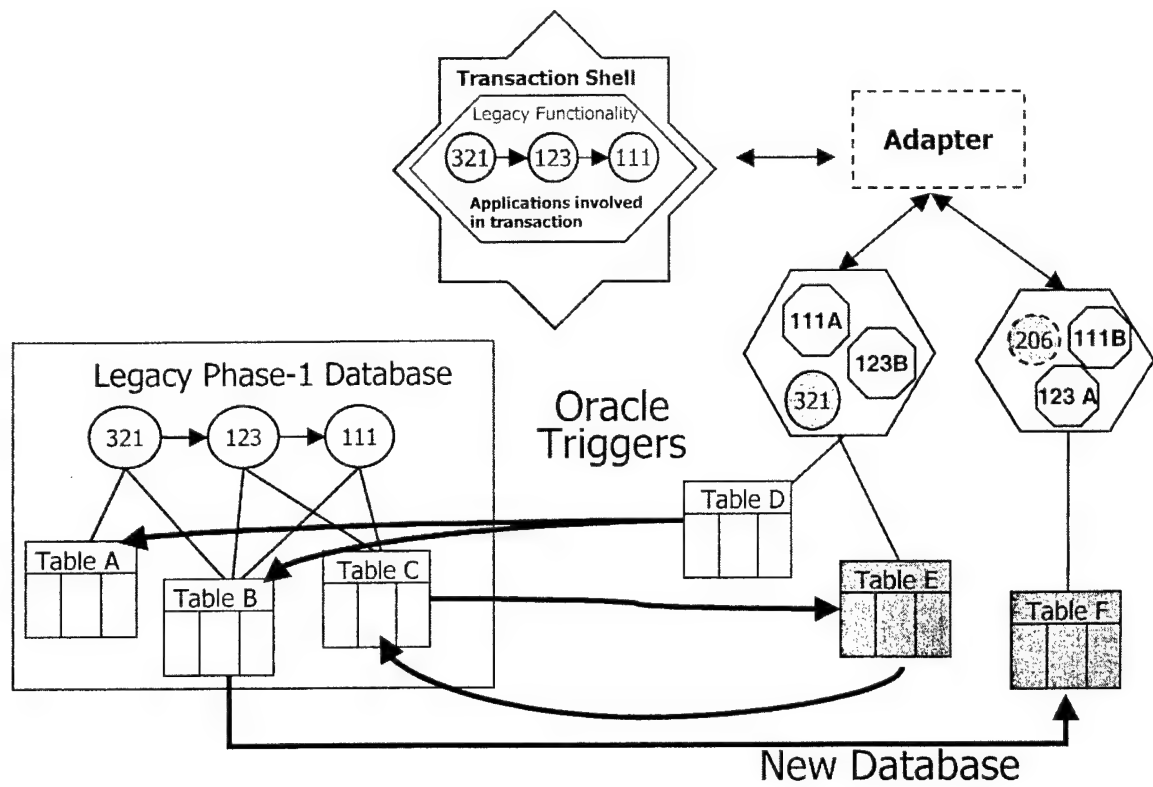 Transaction Shell
Legacy Functionality
321 123 111
Applications involved
in transaction
Adapter
111A
123B
321
206
111B
123 A
Legacy Phase-1 Database
321 123 111
Oracle
Triggers
Table A
Table B
Table C
Table D
Table E
Table F
New Database